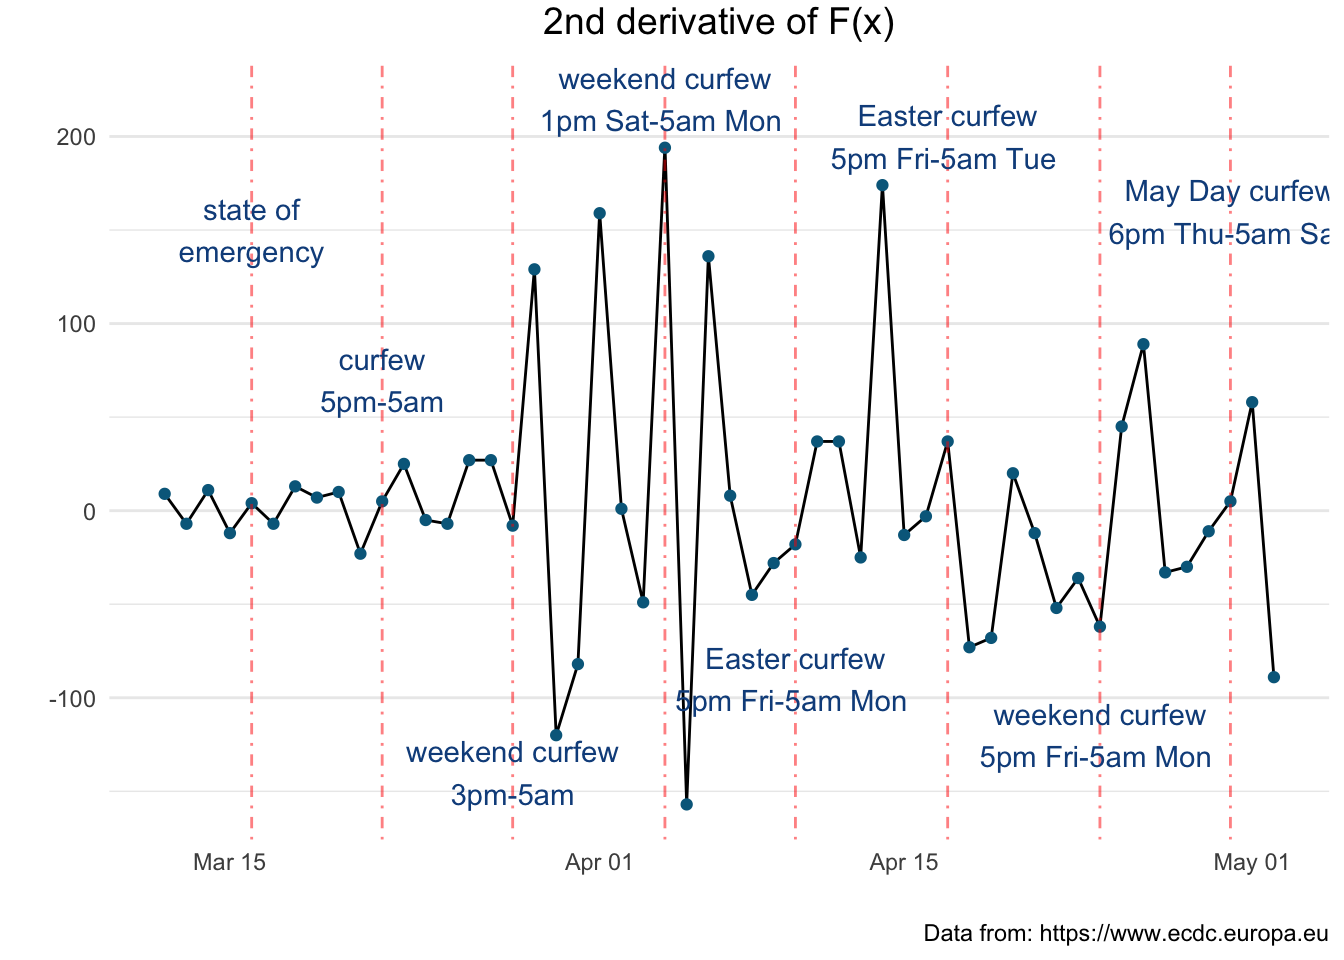 2nd derivative of F(x)
weekend curfew
1pm Sat-5am Mon
Easter curfew
5pm Fri-5am Tue
May Day curfew
6pm Thu-5am Sa
state of
emergency
curfew
5pm-5am
Easter curfew
5pm Fri-5am Mon
weekend curfew
5pm Fri-5am Mon
weekend curfew
3pm-5am
200
100
0
-100
Mar 15
Apr 01
Apr 15
May 01
Data from: https://www.ecdc.europa.eu